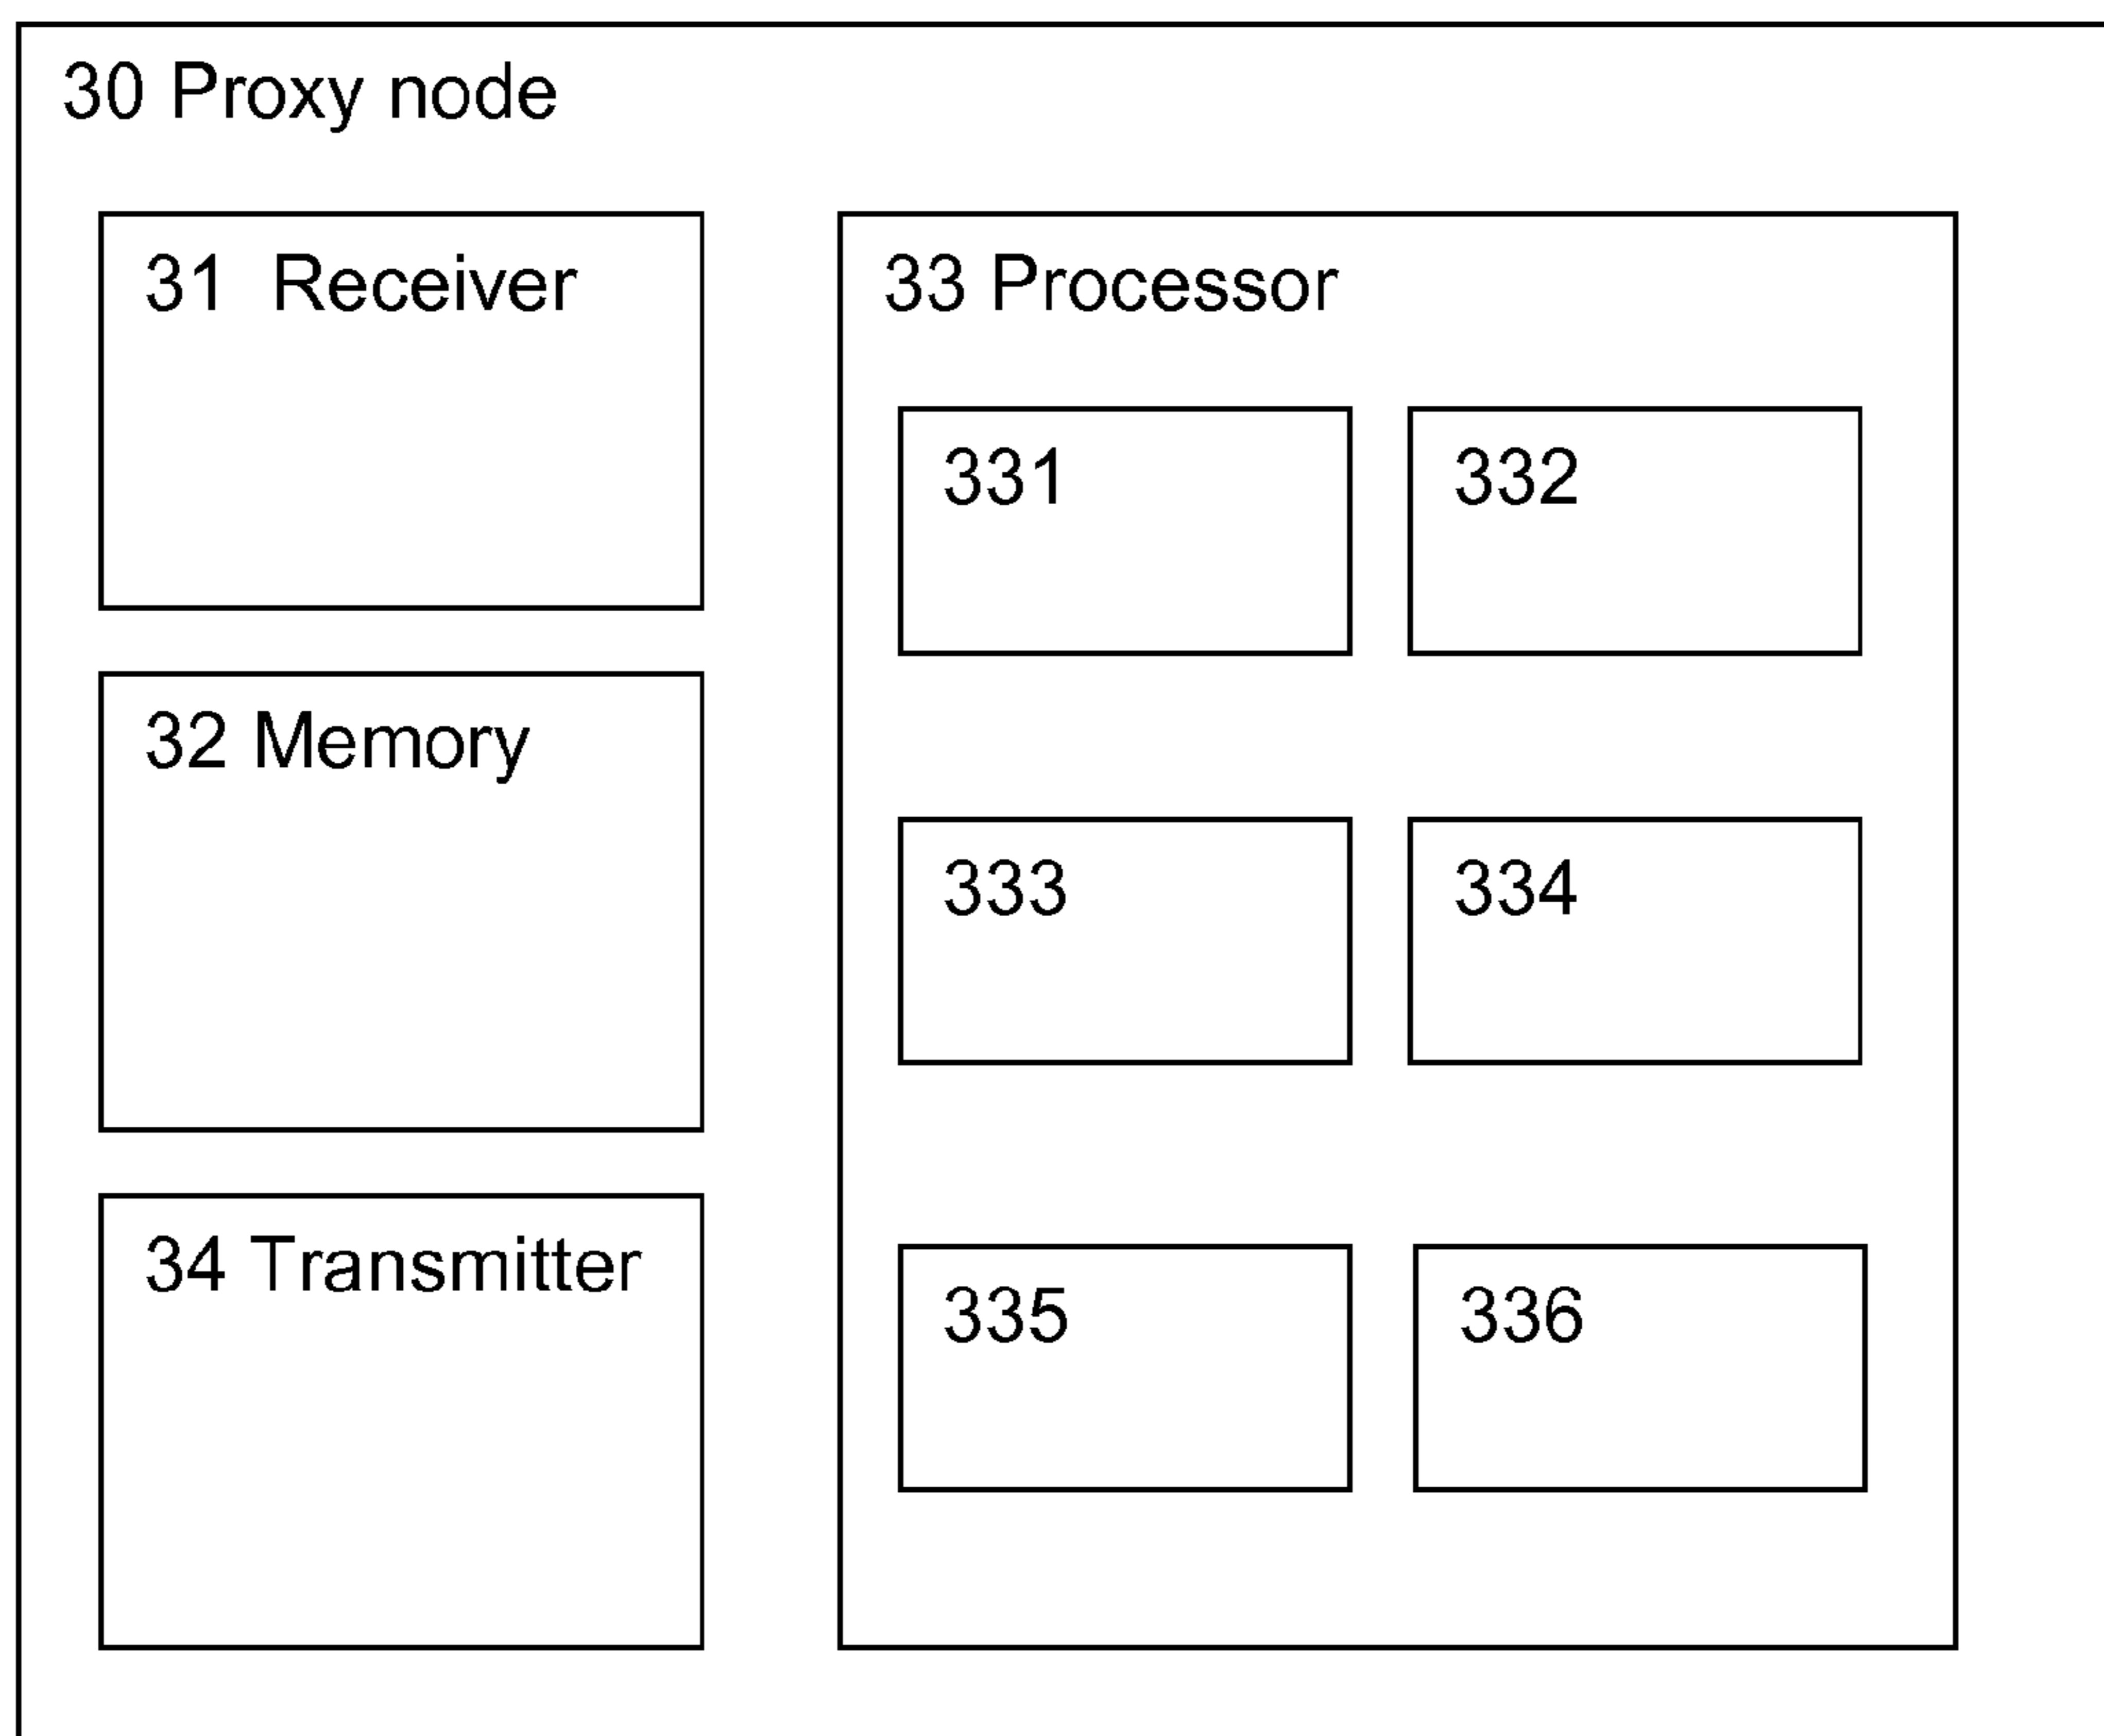 30 Proxy node
31 Receiver
33 Processor
331
332
32 Memory
333
334
34 Transmitter
335
336